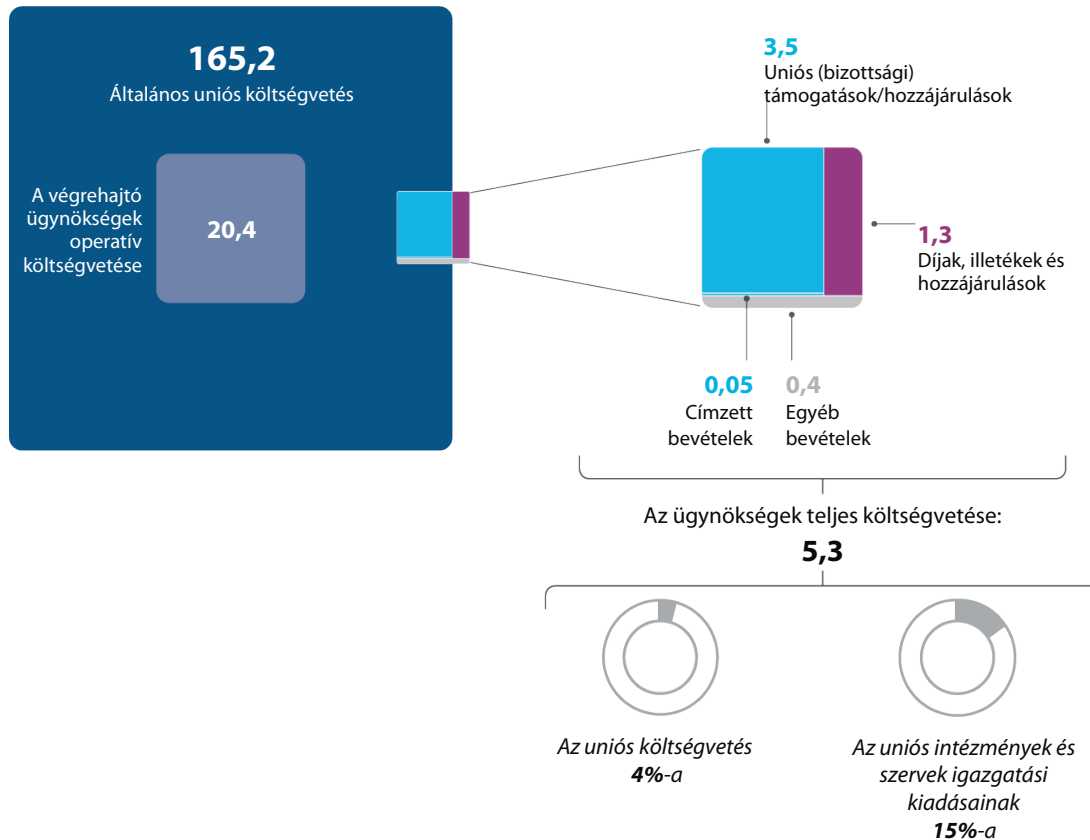 165,2
Általános uniós költségvetés
A végrehajtó
ügynökségek
operatív
költségvetése
20,4
3,5
Uniós (bizottsági)
támogatások/hozzájárulások
1,3
Díjak, illetékek és
hozzájárulások
0,05
Címzett
bevételek
0,4
Egyéb
bevételek
Az ügynökségek teljes költségvetése:
5,3
Az uniós költségvetés
4%-a
Az uniós intézmények és
szervek igazgatási
kiadásainak
15%-a